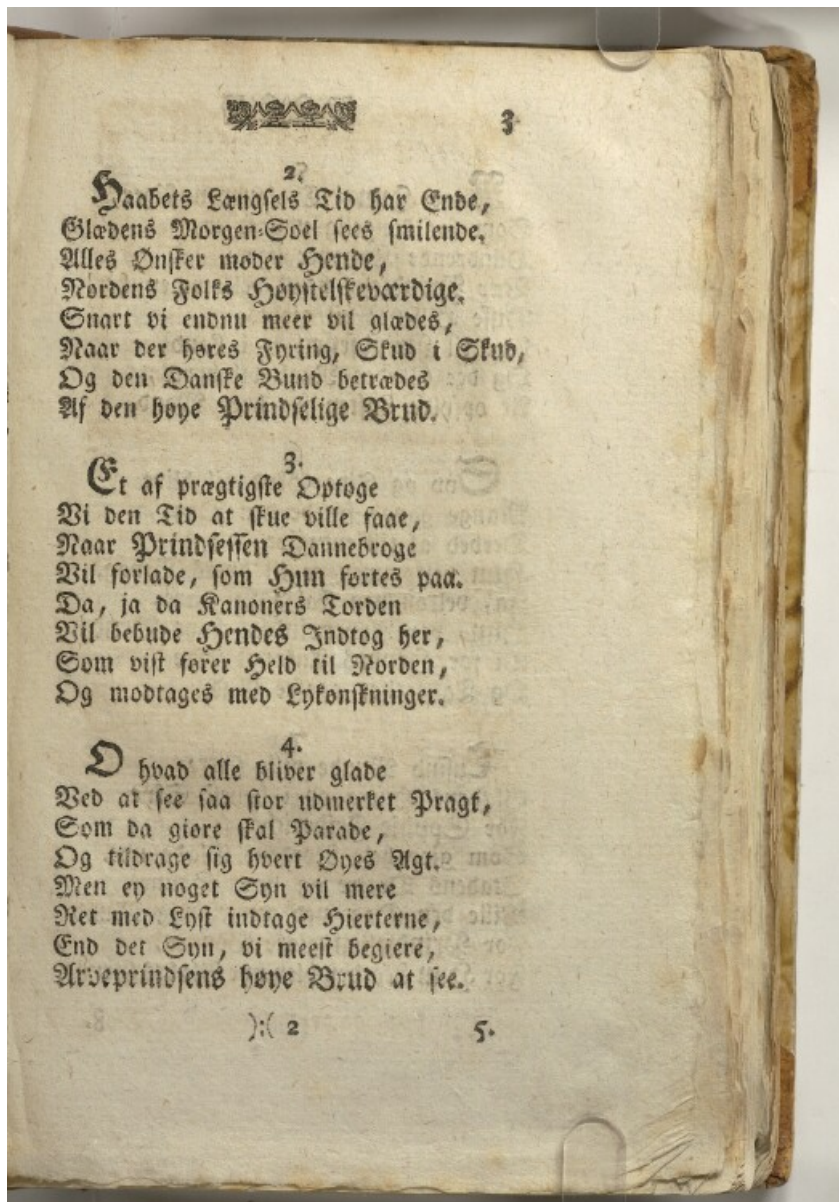 3
2.
Haabets Længsels Tid har Ende,
Glædens Morgen-Soel sees smilende.
Alles Ønsker møder Hende,
Nordens Folks Høystelskeværdige.
Snart vi endnu meer vil glædes,
Naar der høres Fyring, Skud i Skud,
Og den Danske Bund betrædes
Af den høye Prindselige Brud.
3.
Et af prægtigste Optoge
Vi den Tid at skue ville faae,
Naar Prindsessen Dannebroge
Vil forlade, som Hun førtes paa.
Da, ja da Kanoners Torden
Vil bebude Hendes Indtog her,
Som vist fører Held til Norden,
Og modtages med Lykønskninger.
4.
O hvad alle bliver glade
Ved at see saa stor udmerket Pragt,
Som da giøre skal Parade,
Og tildrage sig hvert Øyes Agt.
Men ey noget Syn vil mere
Ret med Lyst indtage Hierterne,
End det Syn, vi meest begiere,
Arveprindsens høye Brud at see.
):( 2 5.